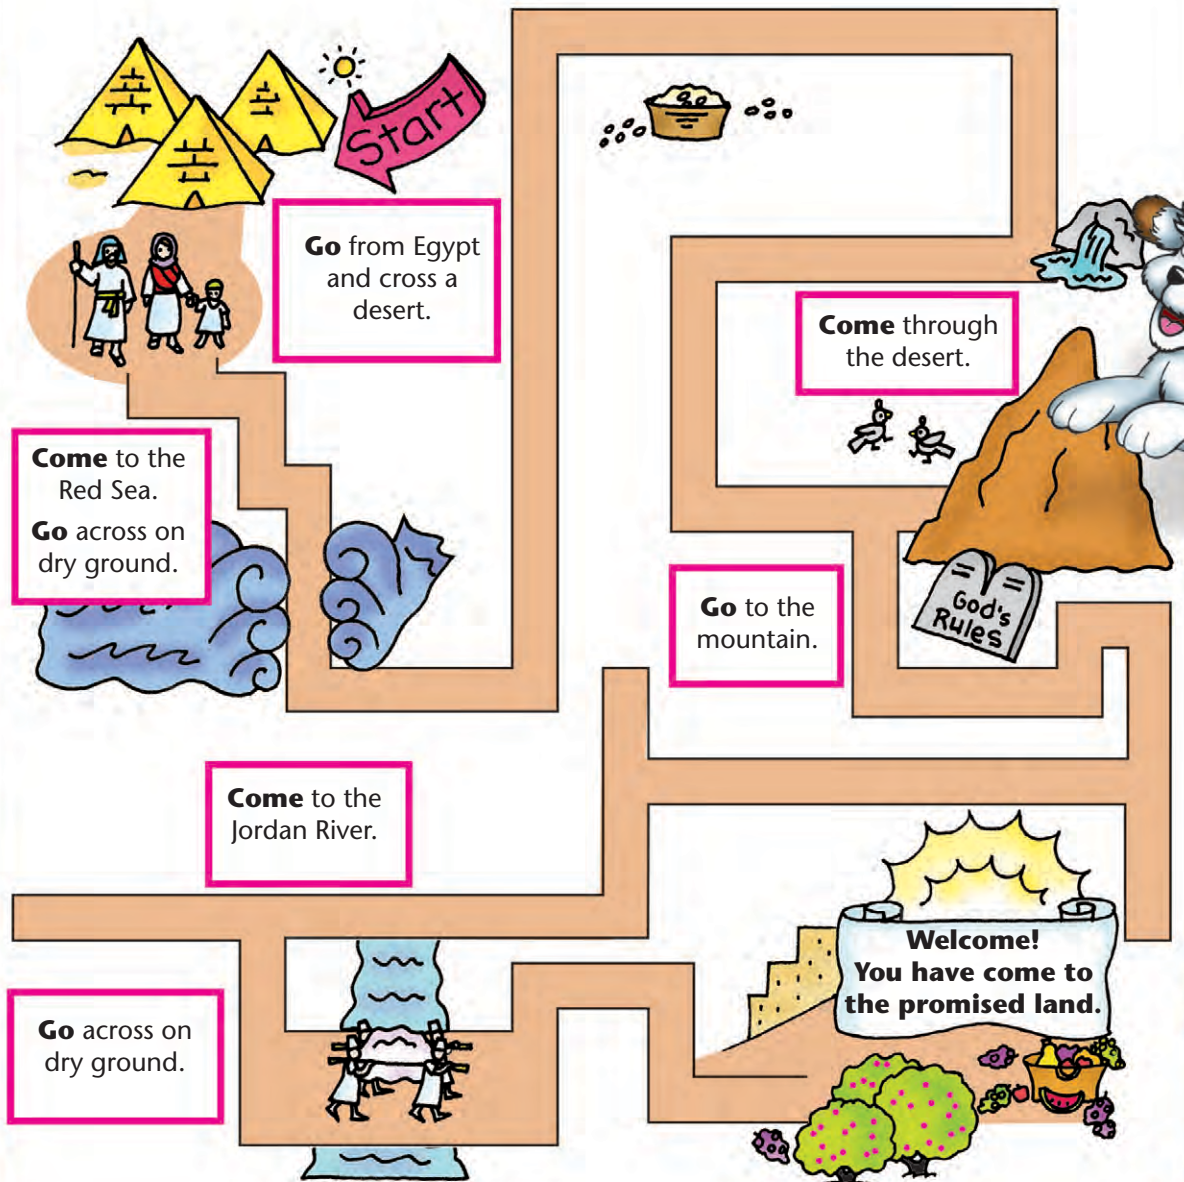 Start
Go from Egypt
and cross a
desert.
Come through
the desert.
Come to the
Red Sea.
Go across on
dry ground.
God's
Rules
Go to the
mountain.
Come to the
Jordan River.
Welcome!
You have come to
the promised land.
Go across on
dry ground.